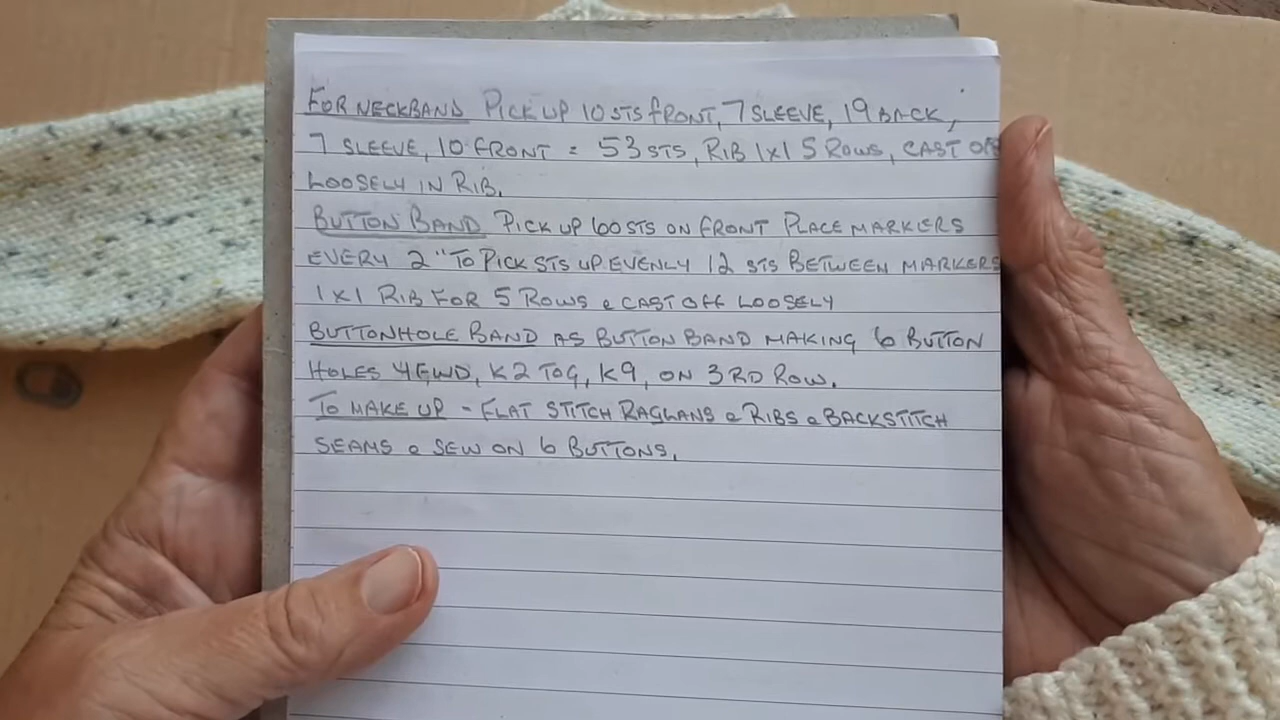 FOR NECKBAND PICK UP 10 STS FRONT, 7 SLEEVE, 19 BACK,
7 SLEEVE, 10 FRONT = 53 STS, RIB 1X1 5 ROWS, CAST OFF
LOOSELY IN RIB.
BUTTON BAND PICK UP 60 STS ON FRONT PLACE MARKERS
EVERY 2" TO PICK STS UP EVENLY 12 STS BETWEEN MARKERS
1X1 RIB FOR 5 ROWS & CAST OFF LOOSELY
BUTTONHOLE BAND AS BUTTON BAND MAKING 6 BUTTON
HOLES 4 FWD, K2 TOG, K9, ON 3RD ROW.
TO MAKE UP - FLAT STITCH RAGLANS & RIBS & BACKSTITCH
SEAMS & SEW ON 6 BUTTONS.